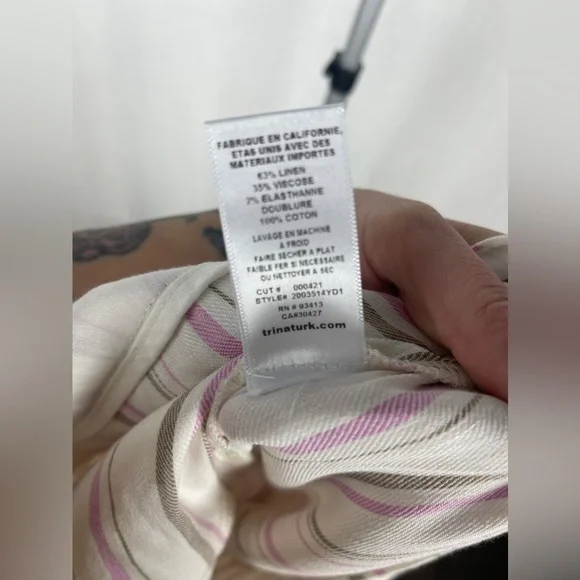 FABRIQUE EN CALIFORNIE,
ETAS UNIS AVEC DES
MATERIAUX IMPORTES
63% LINEN
35% VISCOSE
2% ELASTHANNE
DOUBLURE
100% COTON
LAVAGE EN MACHINE
A FROID
FAIRE SECHER A PLAT
FAIBLE FER SI NECESSAIRE
OU NETTOYER A SEC
CUT # 000421
STYLE# 2003514YD1
RN # 93413
CA#30427
trinaturk.com